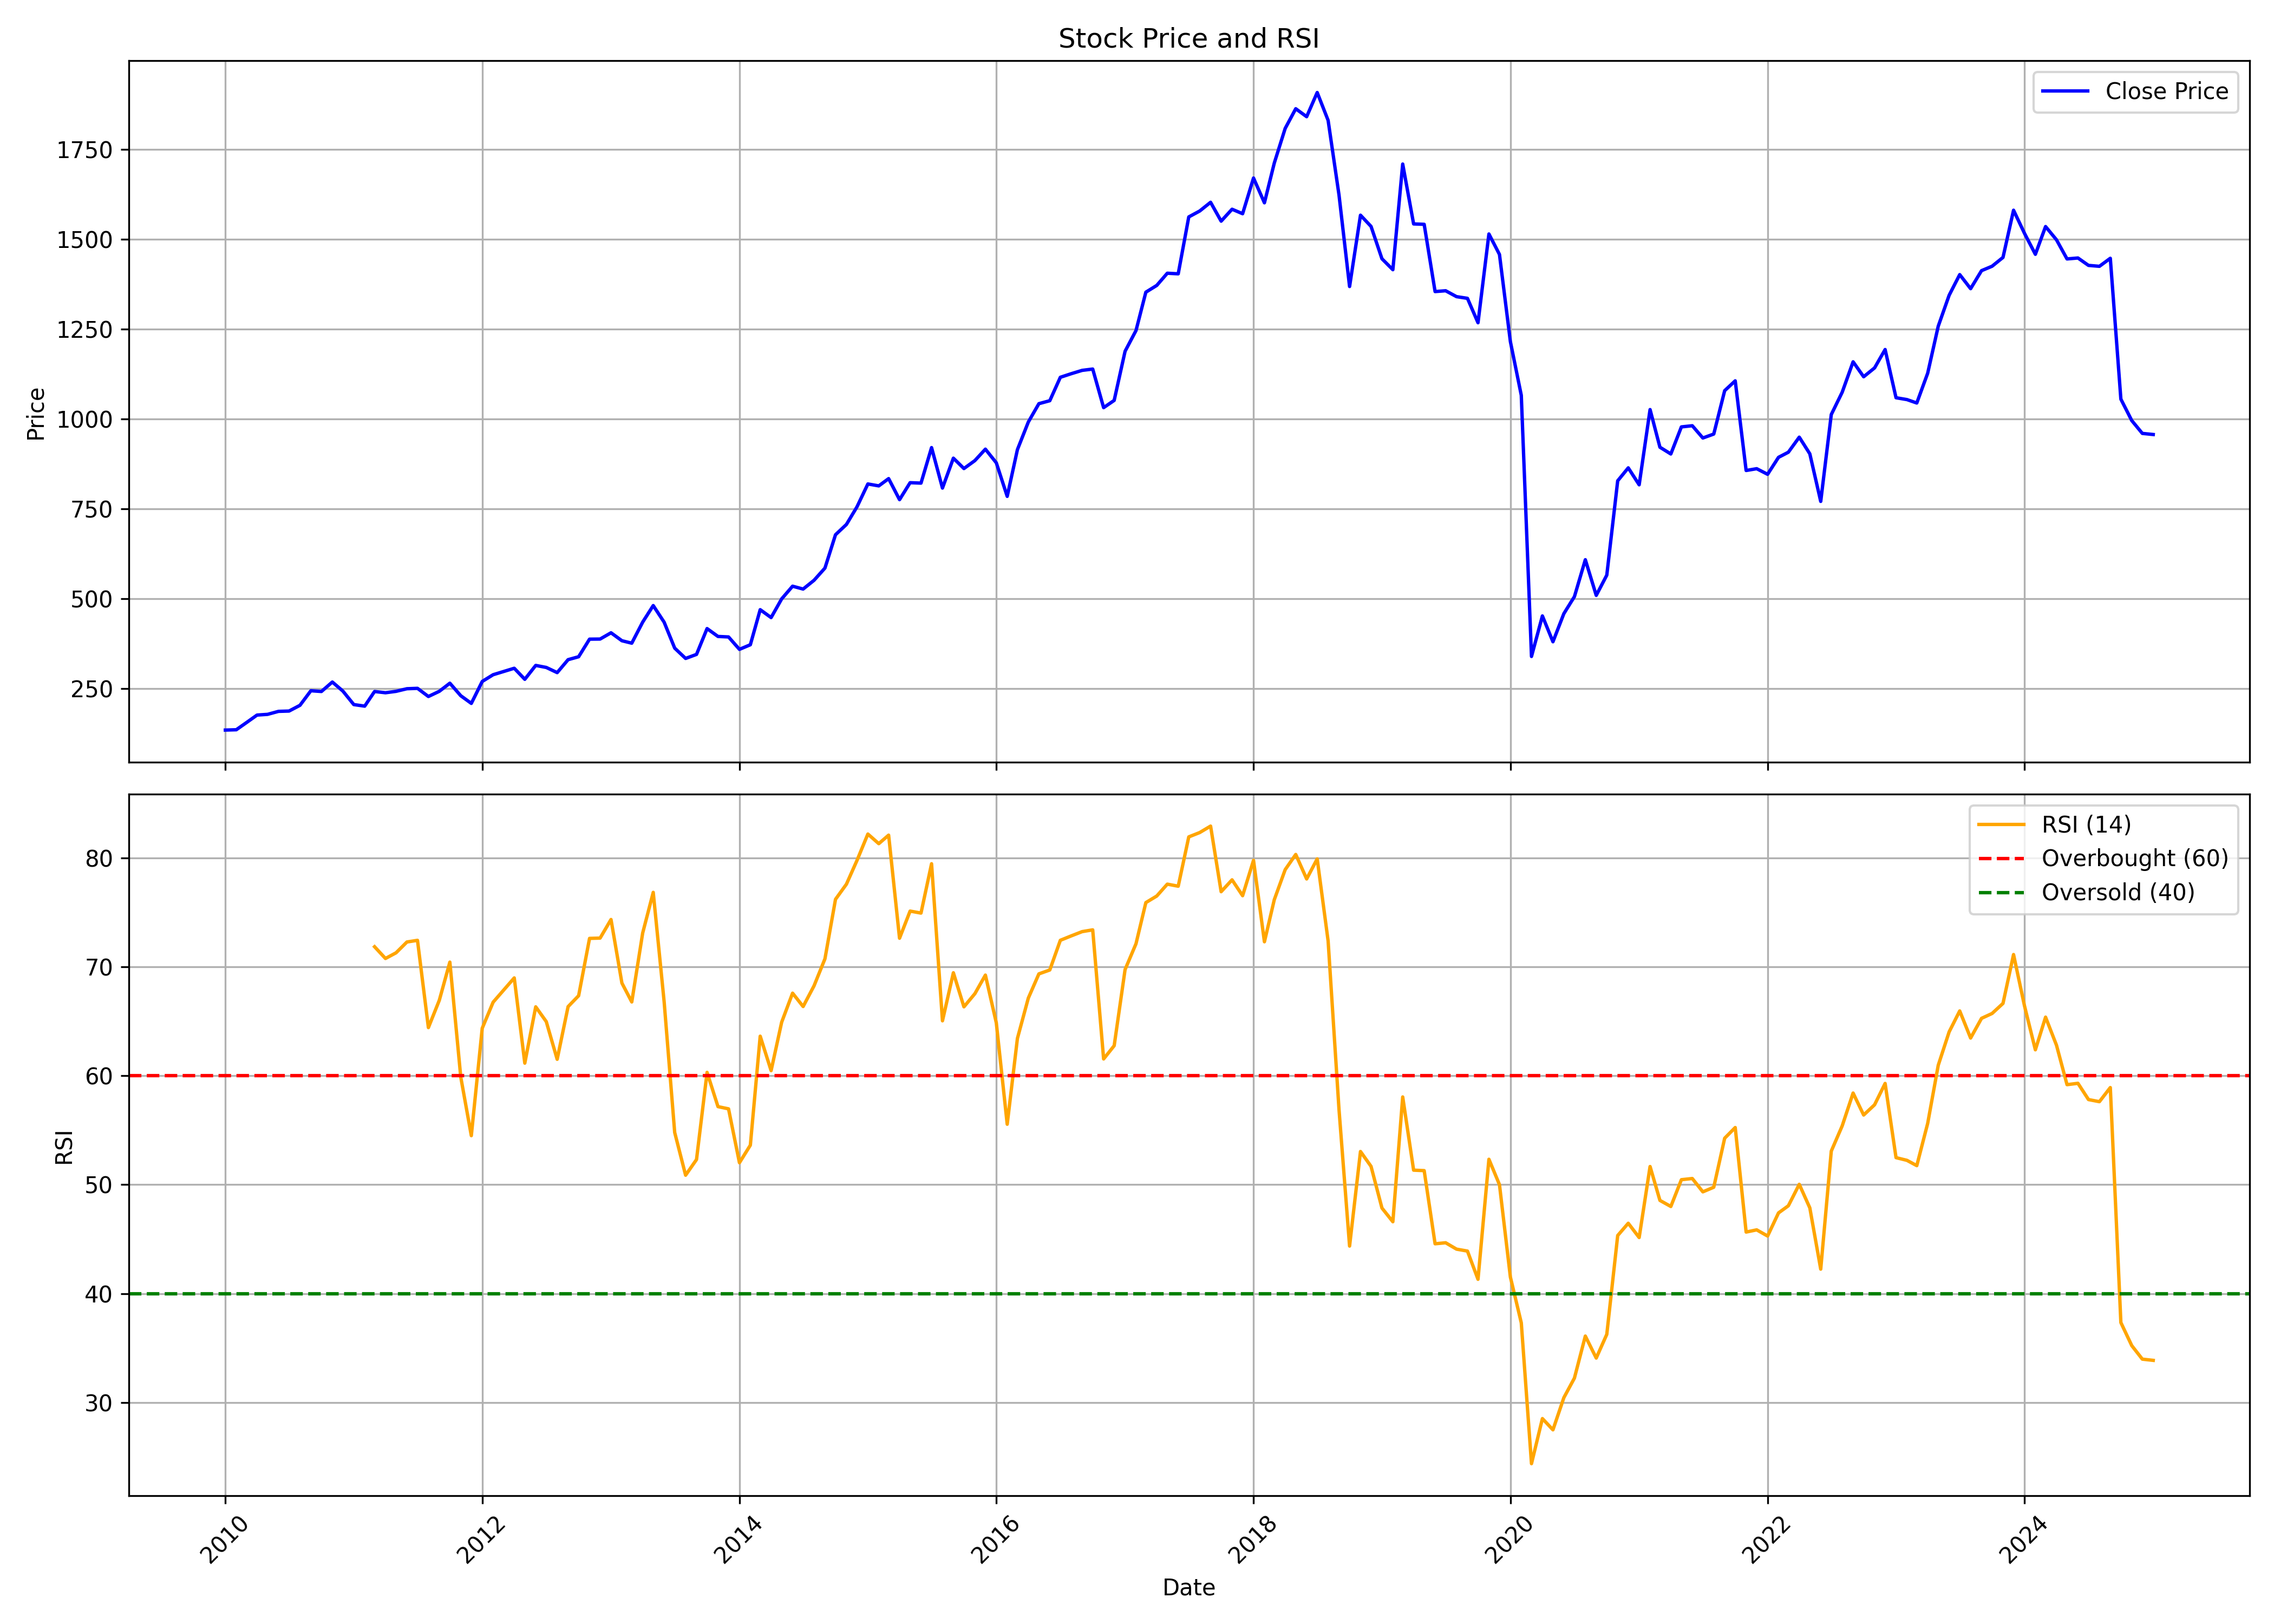 Stock Price and RSI
Close Price
Price
1750
1500
1250
1000
750
500
250
RSI (14)
Overbought (60)
Oversold (40)
RSI
80
70
60
50
40
30
2010
2012
2014
2016
2018
2020
2022
2024
Date